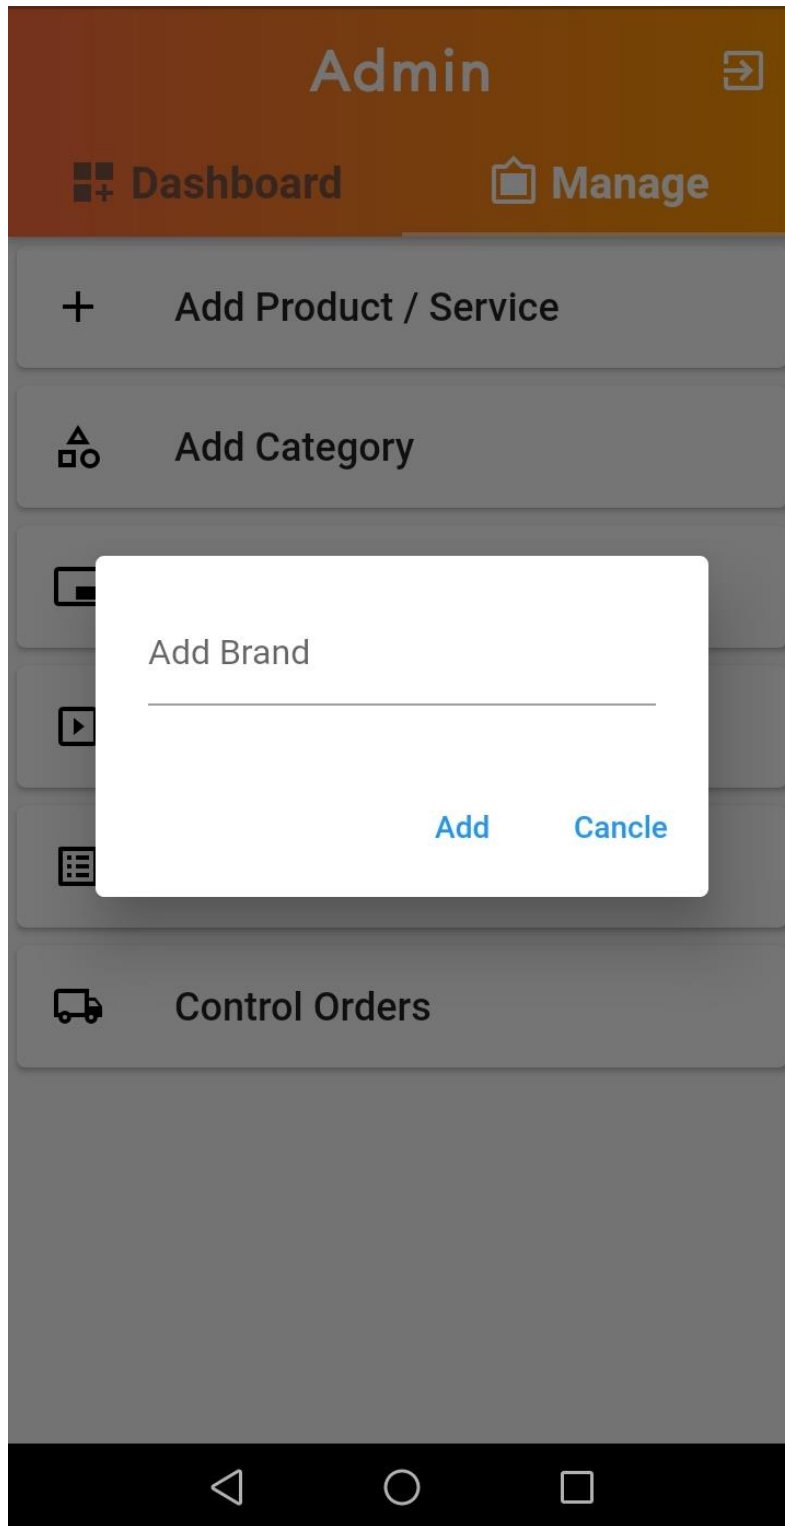 Admin
Dashboard Manage
Add Product / Service
Add Category
Add Brand
Add Cancle
Control Orders